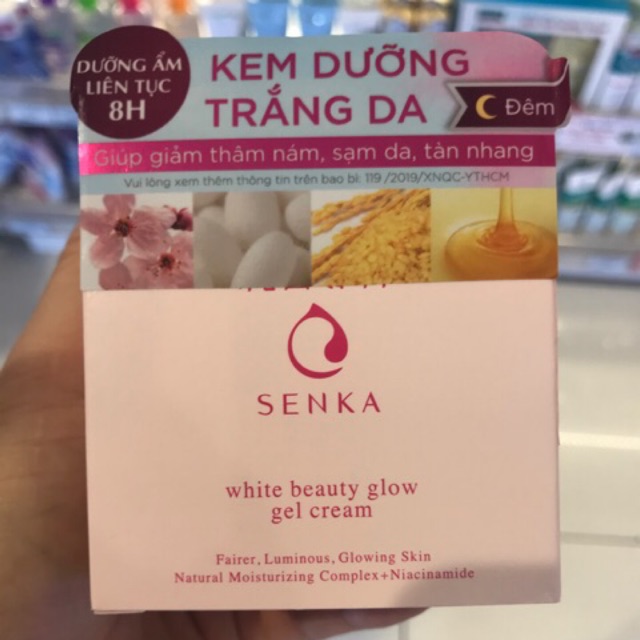 DƯỠNG ẨM
LIÊN TỤC
8H
KEM DƯỠNG
TRẮNG DA
Đêm
Giúp giảm thâm nám, sạm da, tàn nhang
Vui lòng xem thêm thông tin trên bao bì: 119 /2019/XNQC-YTHCM
SENKA
white beauty glow
gel cream
Fairer, Luminous, Glowing Skin
Natural Moisturizing Complex+Niacinamide